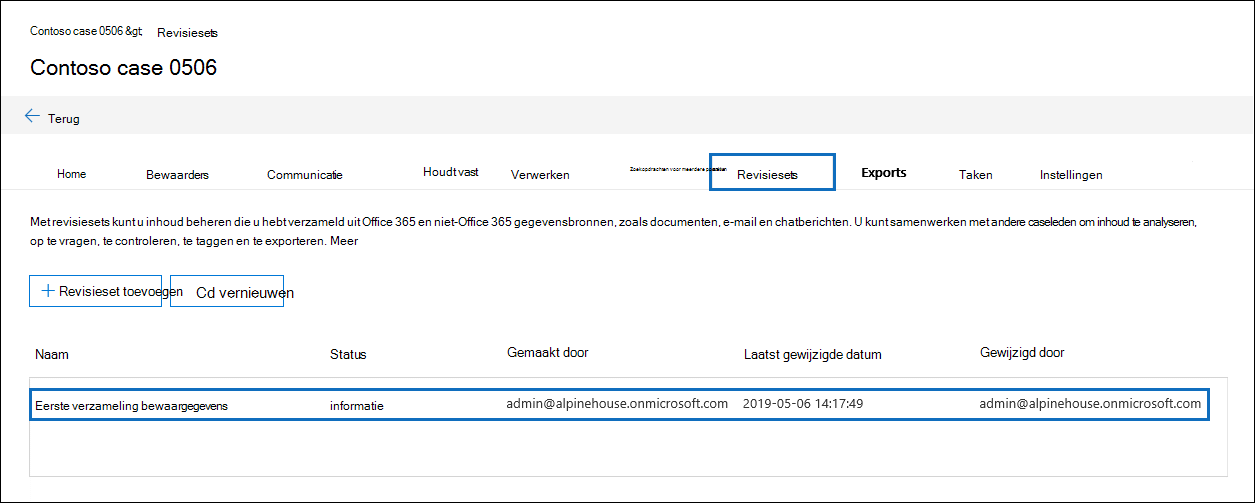 Contoso case 0506 &gt; Revisiesets
Contoso case 0506
Terug
Home Bewaarders Communicatie Houdt vast Verwerken Zoekopdrachten voor meerdere Revisiesets Exports Taken Instellingen
Met revisiesets kunt u inhoud beheren die u hebt verzameld uit Office 365 en niet-Office 365 gegevensbronnen, zoals documenten, e-mail en chatberichten. U kunt samenwerken met andere caseleden om inhoud te analyseren,
op te vragen, te controleren, te taggen en te exporteren. Meer
+ Revisieset toevoegen Cd vernieuwen
Naam Status Gemaakt door Laatst gewijzigde datum Gewijzigd door
Eerste verzameling bewaargegevens informatie admin@alpinehouse.onmicrosoft.com 2019-05-06 14:17:49 admin@alpinehouse.onmicrosoft.com